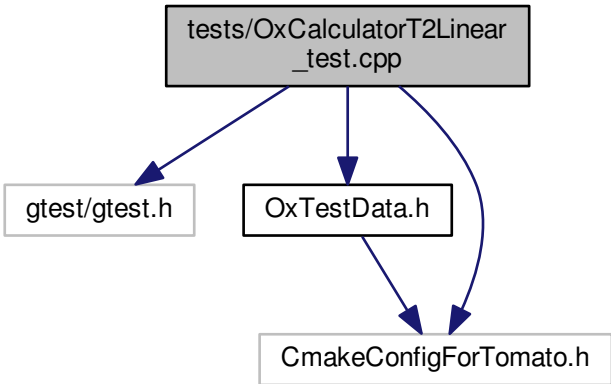 tests/OxCalculatorT2Linear
_test.cpp
gtest/gtest.h
OxTestData.h
CmakeConfigForTomato.h